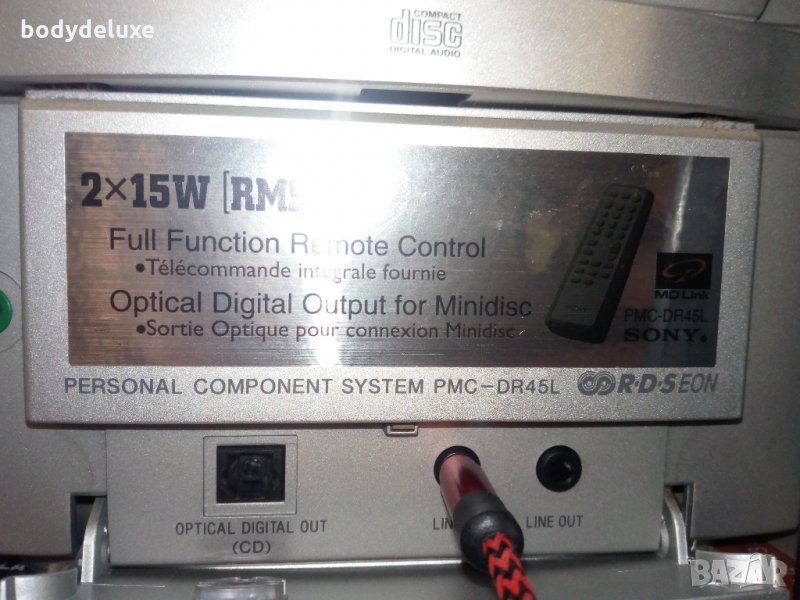 bodydeluxe
COMPACT
disc
DIGITAL AUDIO
2×15W [RMS
Full Function Remote Control
•Télécommande intégrale fournie
Optical Digital Output for Minidisc
•Sortie Optique pour connexion Minidisc
MD Link
PMC-DR45L
SONY.
PERSONAL COMPONENT SYSTEM PMC-DR45L R·D·S EON
OPTICAL DIGITAL OUT
(CD)
LINE OUT
BAZAR